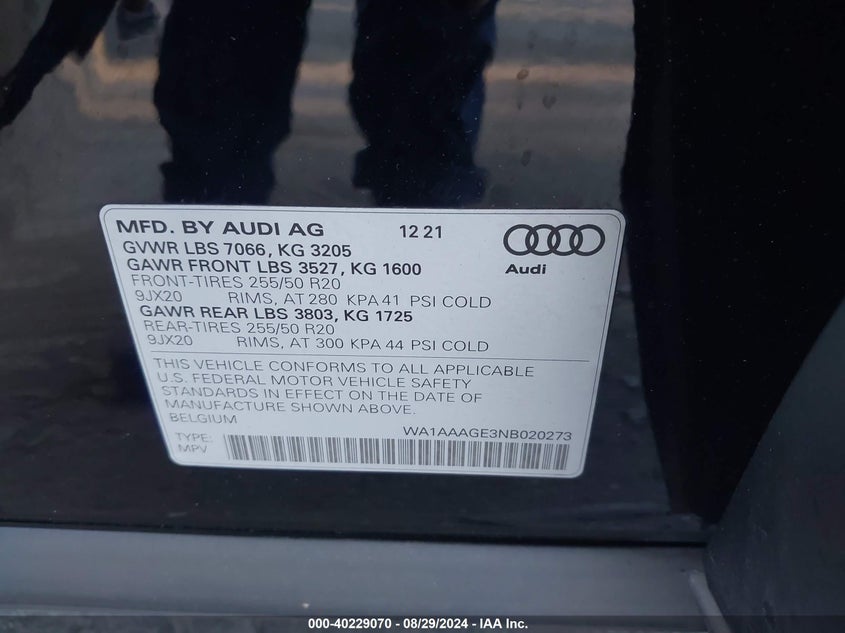 MFD. BY AUDI AG 12 21
GVWR LBS 7066, KG 3205
GAWR FRONT LBS 3527, KG 1600
FRONT-TIRES 255/50 R20
9JX20 RIMS, AT 280 KPA 41 PSI COLD
GAWR REAR LBS 3803, KG 1725
REAR-TIRES 255/50 R20
9JX20 RIMS, AT 300 KPA 44 PSI COLD
Audi
THIS VEHICLE CONFORMS TO ALL APPLICABLE
U.S. FEDERAL MOTOR VEHICLE SAFETY
STANDARDS IN EFFECT ON THE DATE OF
MANUFACTURE SHOWN ABOVE.
BELGIUM
WA1AAAGE3NB020273
TYPE:
MPV
000-40229070 - 08/29/2024 - IAA Inc.